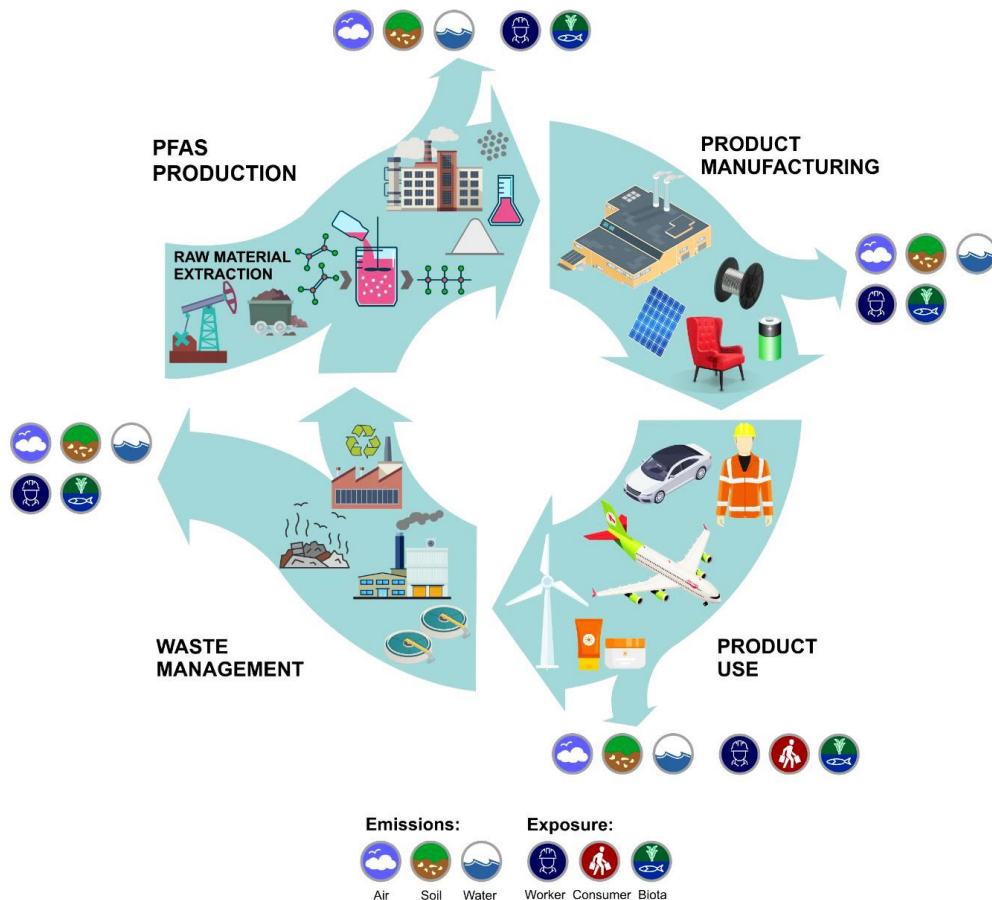 PFAS
PRODUCTION
RAW MATERIAL
EXTRACTION
PRODUCT
MANUFACTURING
WASTE
MANAGEMENT
PRODUCT
USE
Emissions:
Exposure:
Air
Soil
Water
Worker
Consumer
Biota